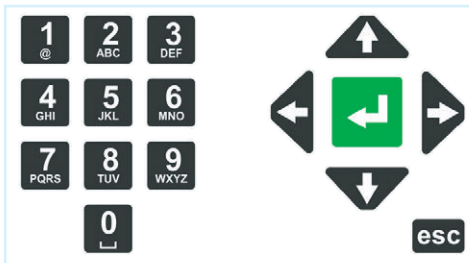 1 2 3
@ ABC DEF
4 5 6
GHI JKL MNO
7 8 9
PQRS TUV WXYZ
0
esc